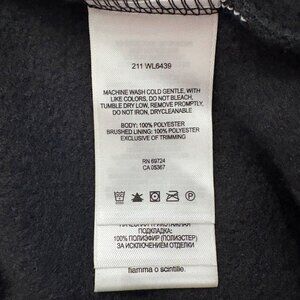 211 WL6439
MACHINE WASH COLD GENTLE, WITH
LIKE COLORS, DO NOT BLEACH,
TUMBLE DRY LOW, REMOVE PROMPTLY,
DO NOT IRON, DRYCLEANABLE
BODY: 100% POLYESTER
BRUSHED LINING: 100% POLYESTER
EXCLUSIVE OF TRIMMING
RN 69724
CA 05367
ПОДКЛАДКА:
100% ПОЛИЭФИР (ПОЛИЭСТЕР)
ЗА ИСКЛЮЧЕНИЕМ ОТДЕЛКИ
fiamma o scintille.